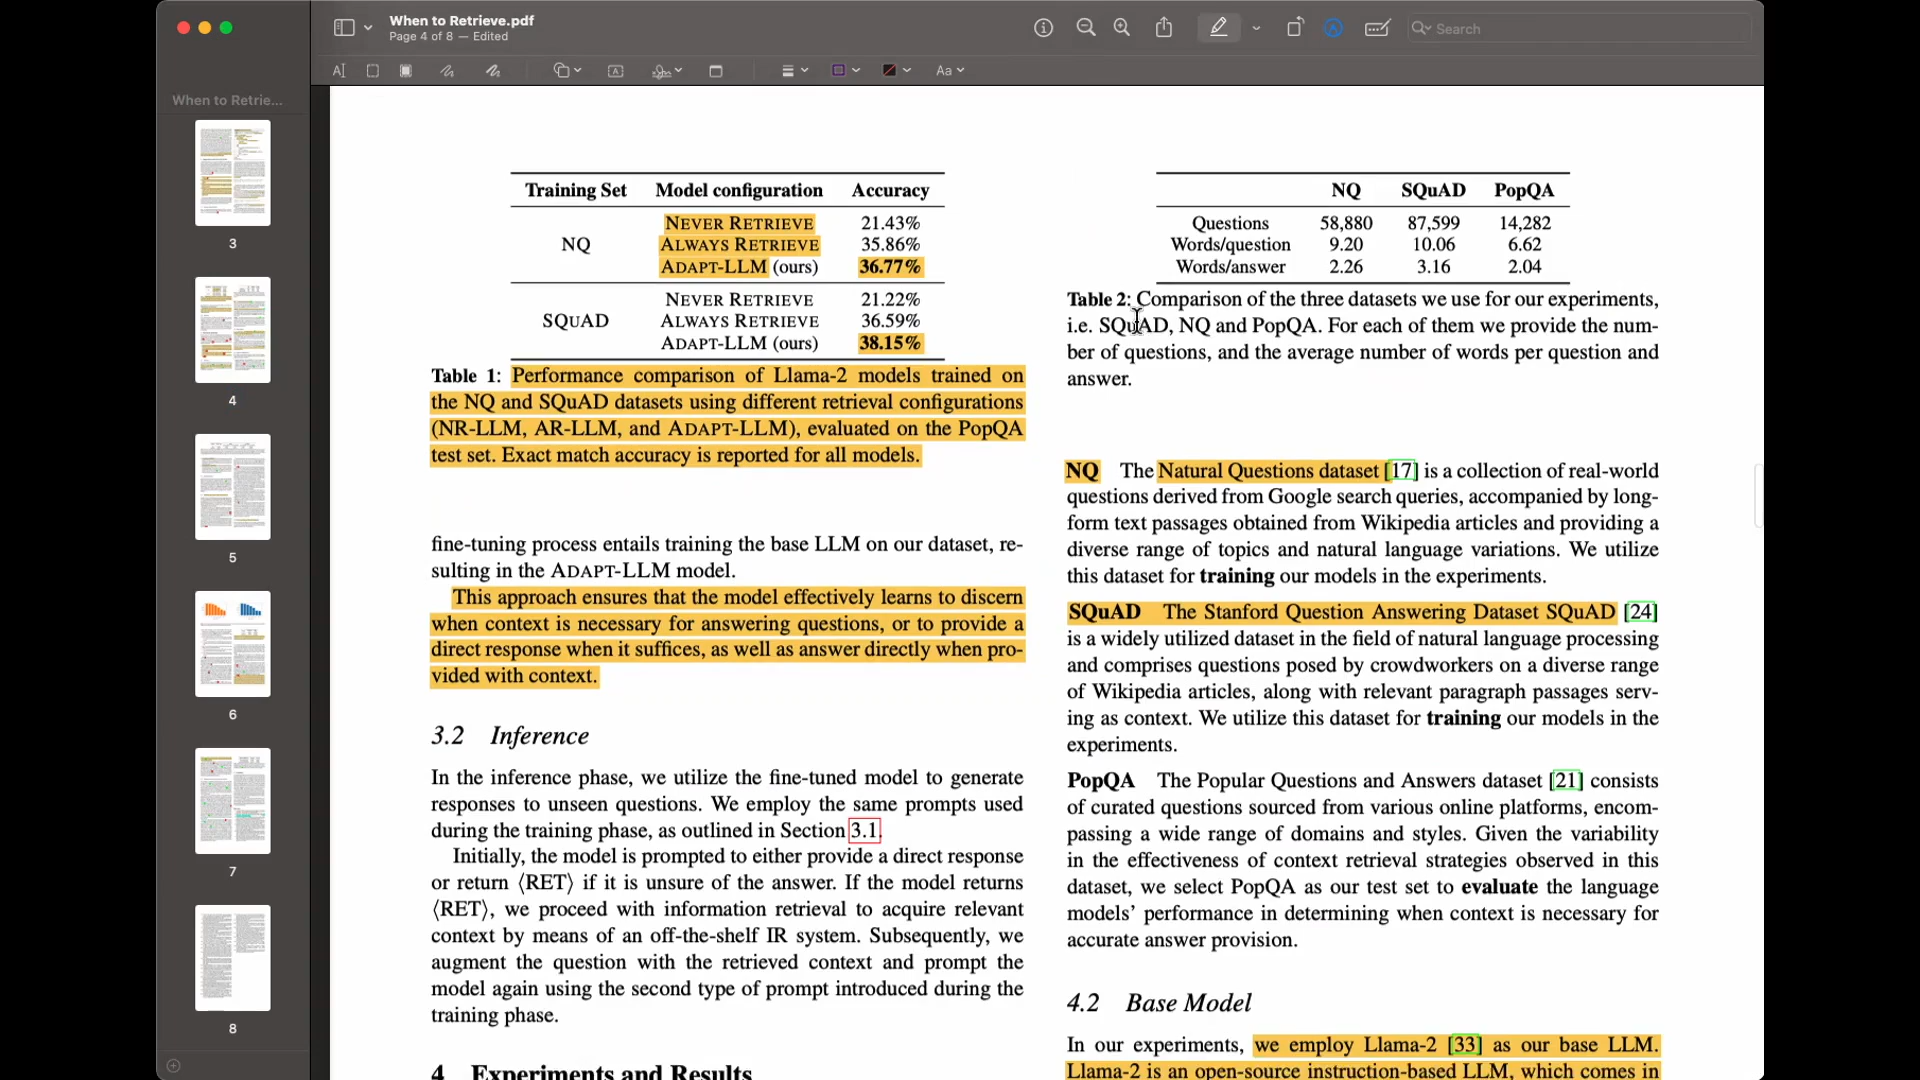 When to Retrieve.pdf
Page 4 of 8 — Edited
Search
Aa
When to Retrie...
3
4
5
6
7
8
Training Set Model configuration Accuracy
NQ
NEVER RETRIEVE 21.43%
ALWAYS RETRIEVE 35.86%
ADAPT-LLM (ours) 36.77%
SQUAD
NEVER RETRIEVE 21.22%
ALWAYS RETRIEVE 36.59%
ADAPT-LLM (ours) 38.15%
Table 1: Performance comparison of Llama-2 models trained on
the NQ and SQuAD datasets using different retrieval configurations
(NR-LLM, AR-LLM, and ADAPT-LLM), evaluated on the PopQA
test set. Exact match accuracy is reported for all models.
fine-tuning process entails training the base LLM on our dataset, re-
sulting in the ADAPT-LLM model.
This approach ensures that the model effectively learns to discern
when context is necessary for answering questions, or to provide a
direct response when it suffices, as well as answer directly when pro-
vided with context.
3.2 Inference
In the inference phase, we utilize the fine-tuned model to generate
responses to unseen questions. We employ the same prompts used
during the training phase, as outlined in Section 3.1.
Initially, the model is prompted to either provide a direct response
or return ⟨RET⟩ if it is unsure of the answer. If the model returns
⟨RET⟩, we proceed with information retrieval to acquire relevant
context by means of an off-the-shelf IR system. Subsequently, we
augment the question with the retrieved context and prompt the
model again using the second type of prompt introduced during the
training phase.
4 Experiments and Results
NQ SQuAD PopQA
Questions 58,880 87,599 14,282
Words/question 9.20 10.06 6.62
Words/answer 2.26 3.16 2.04
Table 2: Comparison of the three datasets we use for our experiments,
i.e. SQuAD, NQ and PopQA. For each of them we provide the num-
ber of questions, and the average number of words per question and
answer.
NQ The Natural Questions dataset [17] is a collection of real-world
questions derived from Google search queries, accompanied by long-
form text passages obtained from Wikipedia articles and providing a
diverse range of topics and natural language variations. We utilize
this dataset for training our models in the experiments.
SQuAD The Stanford Question Answering Dataset SQuAD [24]
is a widely utilized dataset in the field of natural language processing
and comprises questions posed by crowdworkers on a diverse range
of Wikipedia articles, along with relevant paragraph passages serv-
ing as context. We utilize this dataset for training our models in the
experiments.
PopQA The Popular Questions and Answers dataset [21] consists
of curated questions sourced from various online platforms, encom-
passing a wide range of domains and styles. Given the variability
in the effectiveness of context retrieval strategies observed in this
dataset, we select PopQA as our test set to evaluate the language
models' performance in determining when context is necessary for
accurate answer provision.
4.2 Base Model
In our experiments, we employ Llama-2 [33] as our base LLM.
Llama-2 is an open-source instruction-based LLM, which comes in